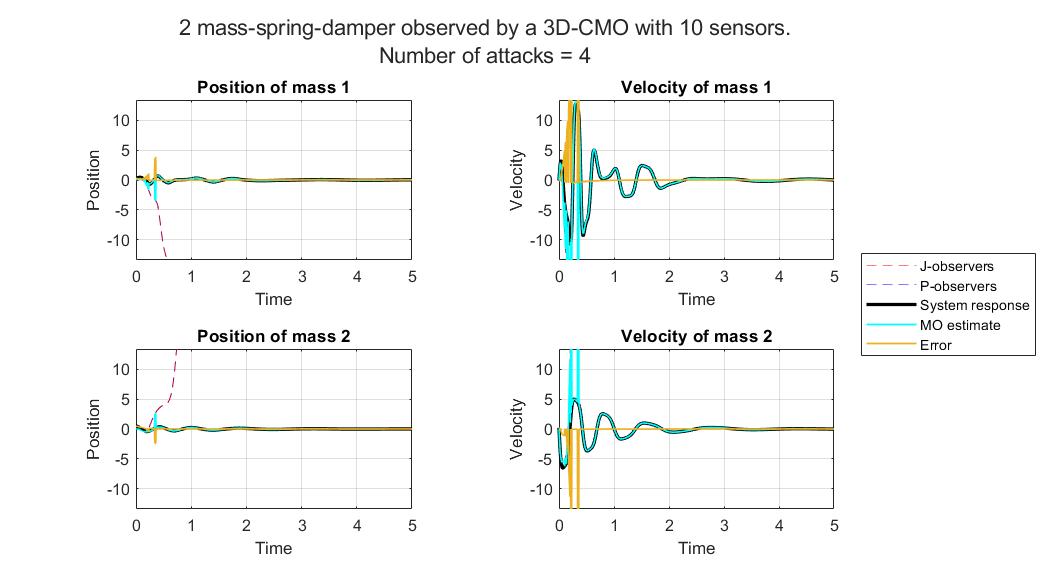 2 mass-spring-damper observed by a 3D-CMO with 10 sensors.
Number of attacks = 4
Position of mass 1
10
5
0
-5
-10
Position
0 1 2 3 4 5
Time
Velocity of mass 1
10
5
0
-5
-10
Velocity
0 1 2 3 4 5
Time
J-observers
P-observers
System response
MO estimate
Error
Position of mass 2
10
5
0
-5
-10
Position
0 1 2 3 4 5
Time
Velocity of mass 2
10
5
0
-5
-10
Velocity
0 1 2 3 4 5
Time